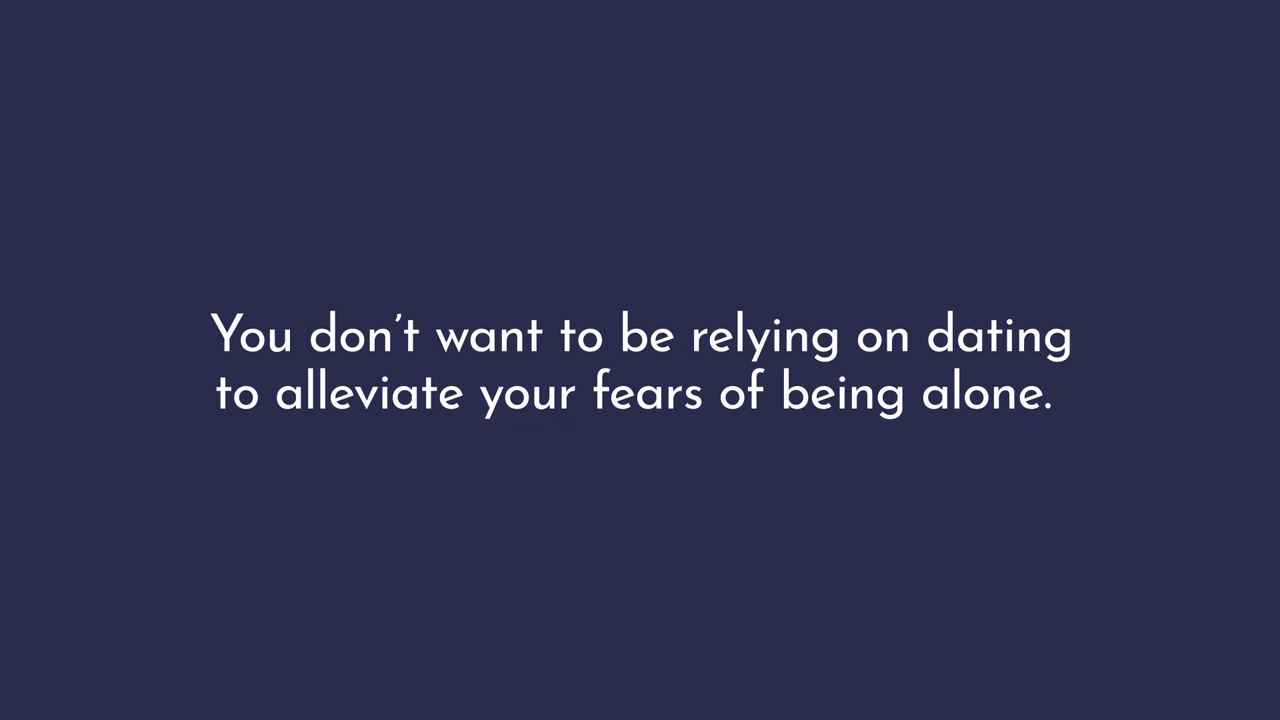 You don’t want to be relying on dating
to alleviate your fears of being alone.